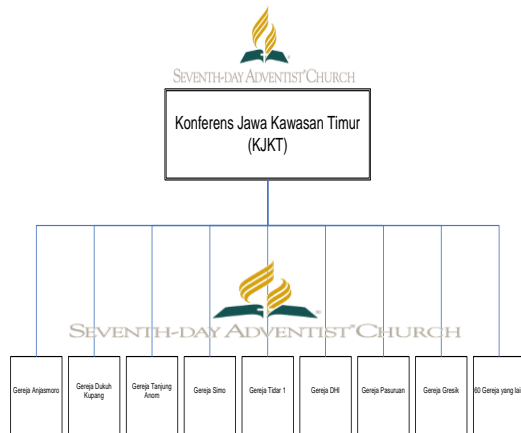 SEVENTH-DAY ADVENTIST® CHURCH
Konferens Jawa Kawasan Timur
(KJKT)
SEVENTH-DAY ADVENTIST® CHURCH
Gereja Anjasmoro
Gereja Dukuh
Kupang
Gereja Tanjung
Anom
Gereja Simo
Gereja Tidar 1
Gereja DHI
Gereja Pasuruan
Gereja Gresik
60 Gereja yang lai